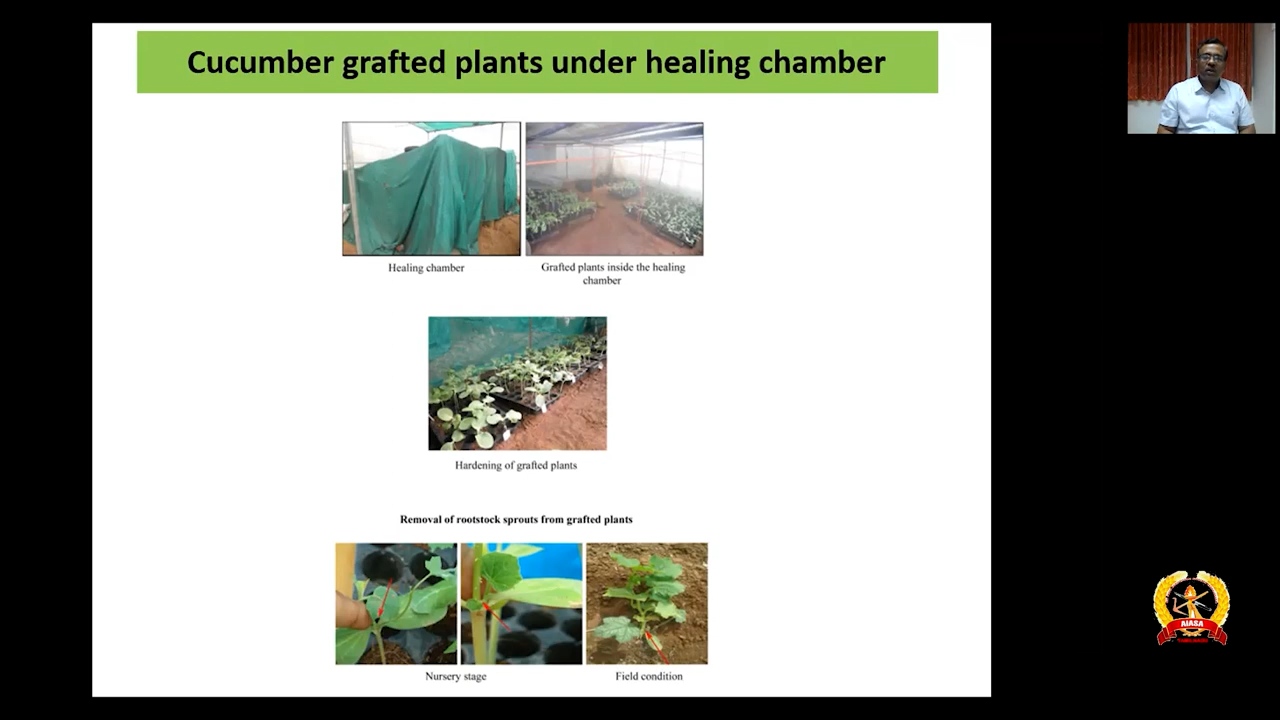 Cucumber grafted plants under healing chamber
Healing chamber
Grafted plants inside the healing
chamber
Hardening of grafted plants
Removal of rootstock sprouts from grafted plants
Nursery stage
Field condition
AIASA